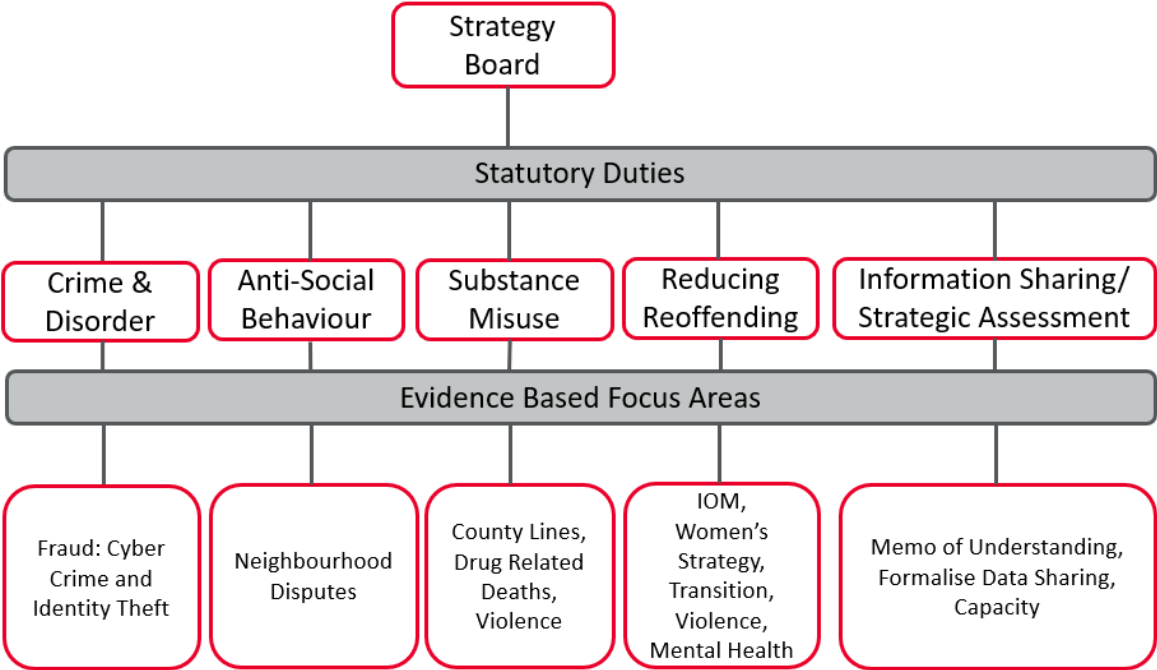 Strategy
Board
Statutory Duties
Crime &
Disorder
Anti-Social
Behaviour
Substance
Misuse
Reducing
Reoffending
Information Sharing/
Strategic Assessment
Evidence Based Focus Areas
Fraud: Cyber
Crime and
Identity Theft
Neighbourhood
Disputes
County Lines,
Drug Related
Deaths,
Violence
IOM,
Women’s
Strategy,
Transition,
Violence,
Mental Health
Memo of Understanding,
Formalise Data Sharing,
Capacity